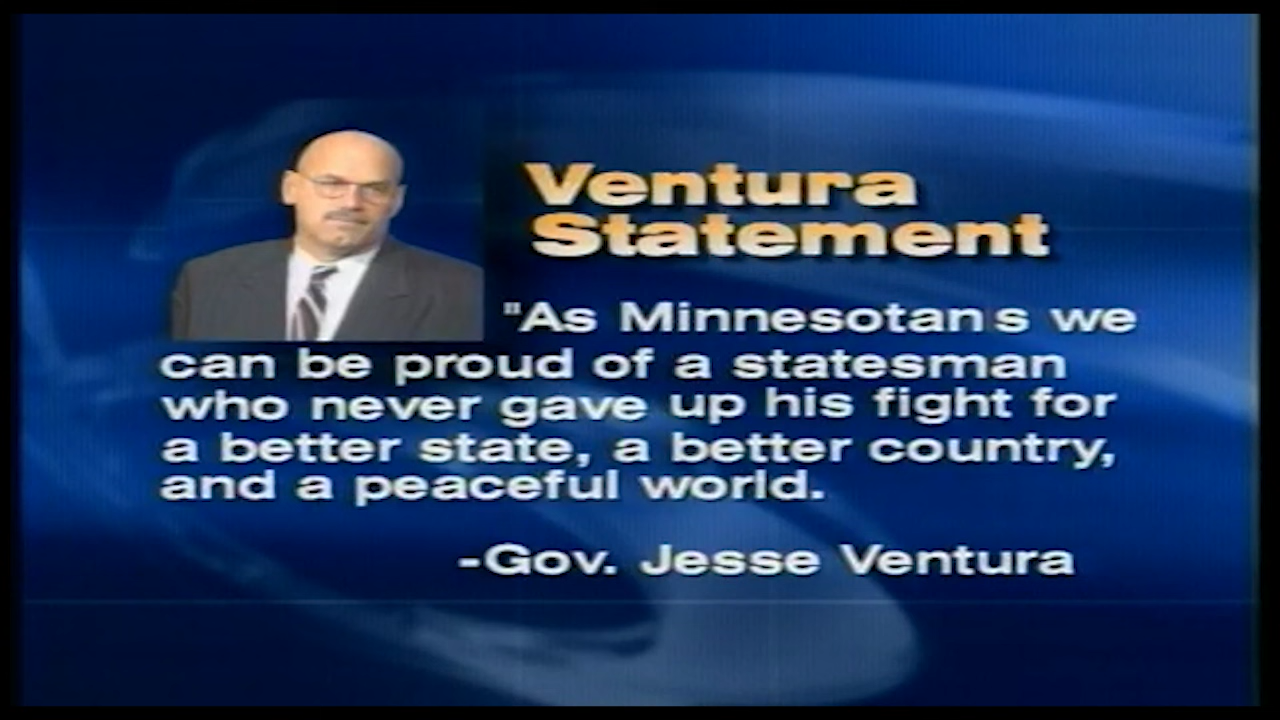 Ventura
Statement
"As Minnesotans we
can be proud of a statesman
who never gave up his fight for
a better state, a better country,
and a peaceful world.
-Gov. Jesse Ventura